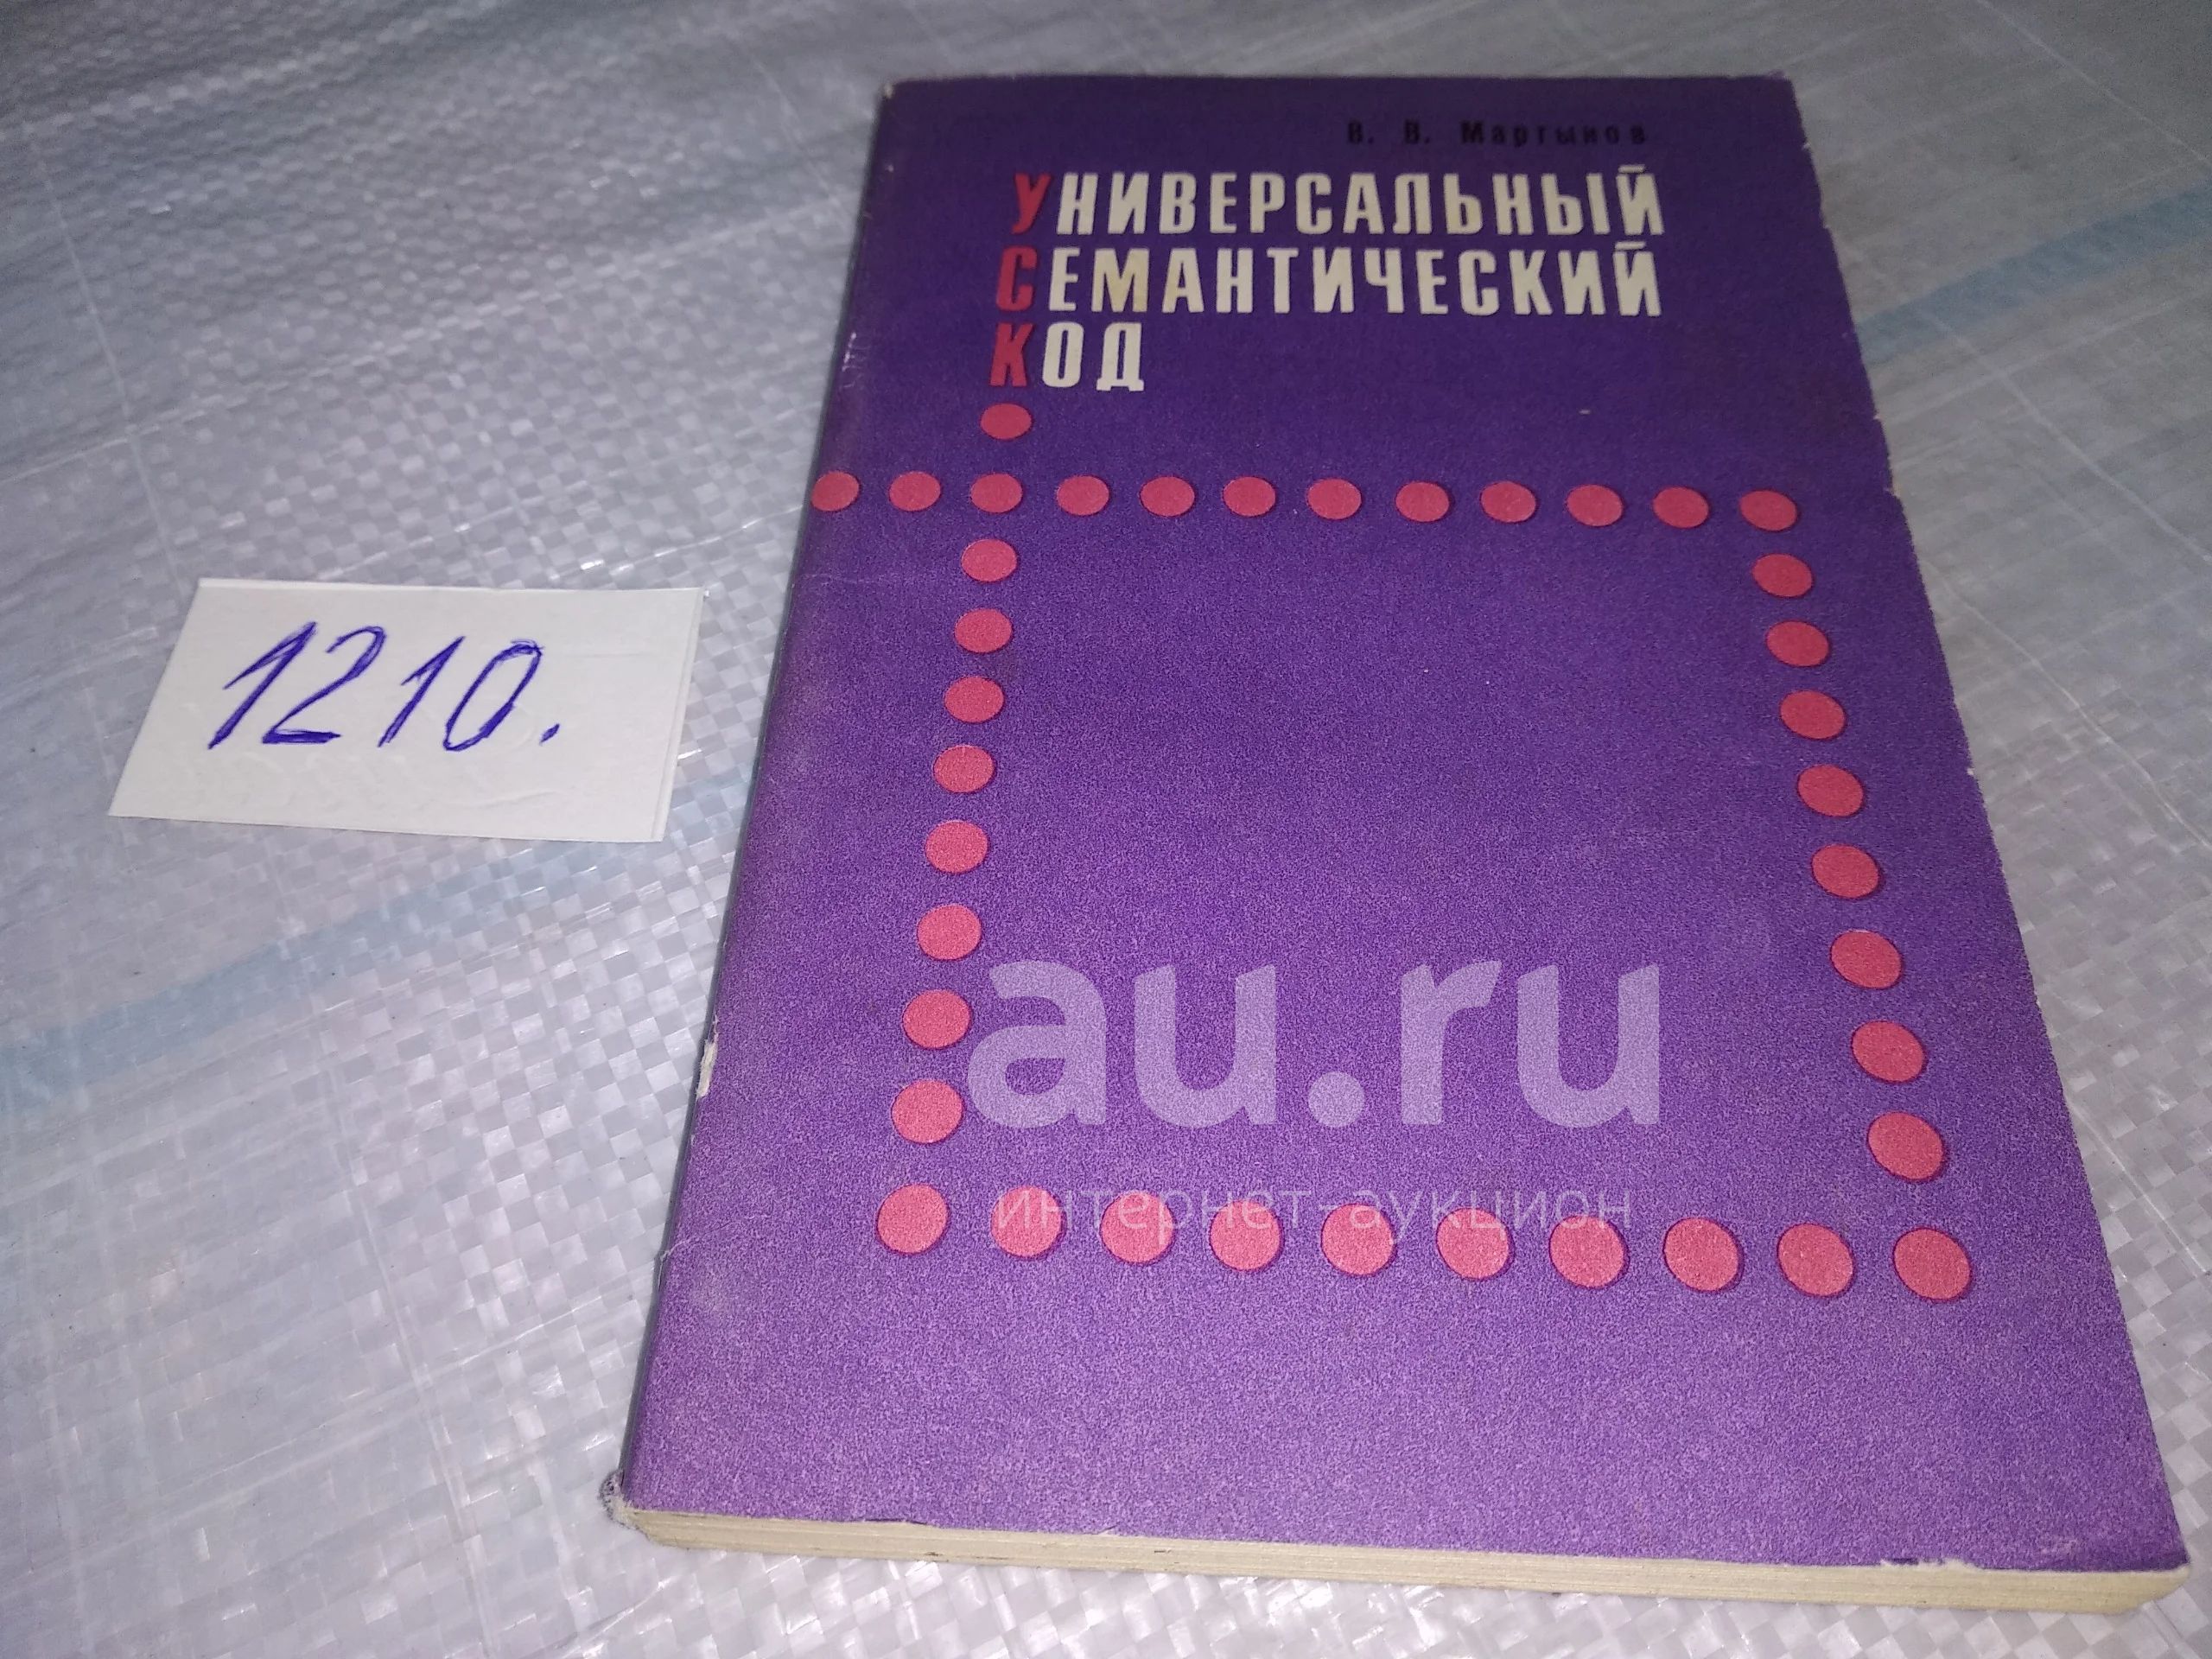 В. В. Мартынов
УНИВЕРСАЛЬНЫЙ
СЕМАНТИЧЕСКИЙ
КОД
1210.
au.ru
интернет-аукцион